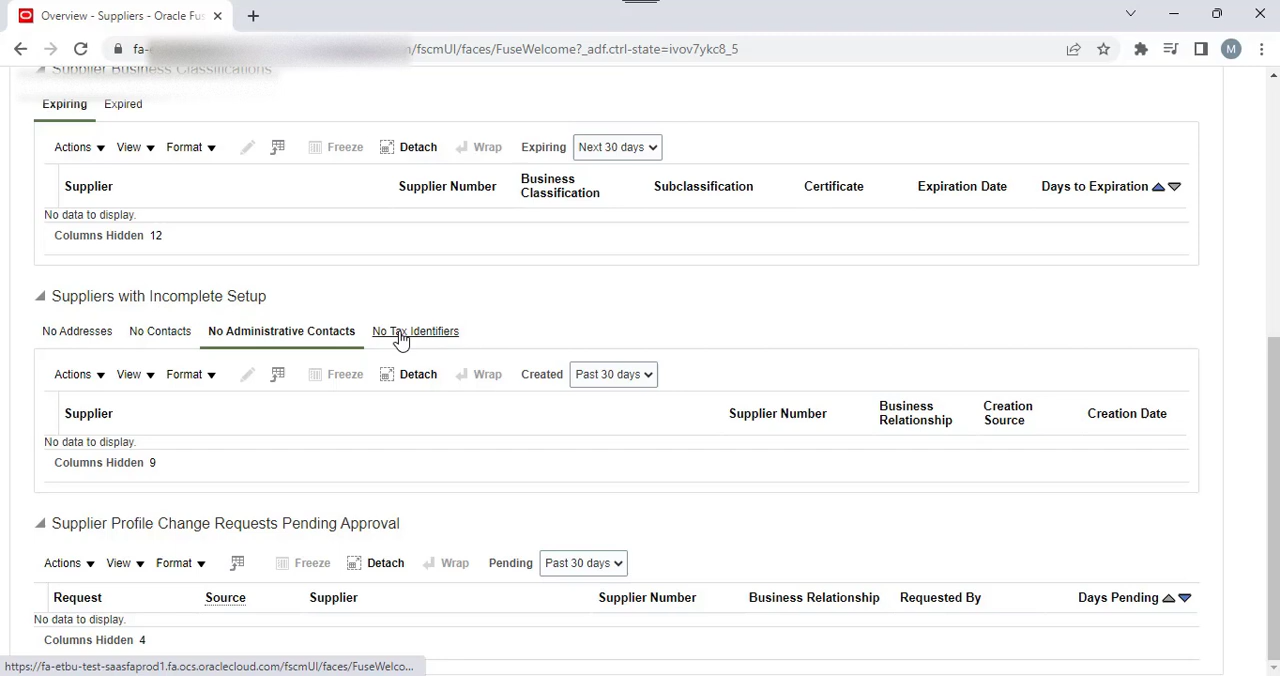 Overview - Suppliers - Oracle Fus
fa-
/fscmUI/faces/FuseWelcome?_adf.ctrl-state=ivov7ykc8_5
M
Supplier Business Classifications
Expiring Expired
Actions View Format Freeze Detach Wrap Expiring Next 30 days
Supplier Supplier Number Business Classification Subclassification Certificate Expiration Date Days to Expiration
No data to display.
Columns Hidden 12
Suppliers with Incomplete Setup
No Addresses No Contacts No Administrative Contacts No Tax Identifiers
Actions View Format Freeze Detach Wrap Created Past 30 days
Supplier Supplier Number Business Relationship Creation Source Creation Date
No data to display.
Columns Hidden 9
Supplier Profile Change Requests Pending Approval
Actions View Format Freeze Detach Wrap Pending Past 30 days
Request Source Supplier Supplier Number Business Relationship Requested By Days Pending
No data to display.
Columns Hidden 4
https://fa-etbu-test-saasfaprod1.fa.ocs.oraclecloud.com/fscmUI/faces/FuseWelco...